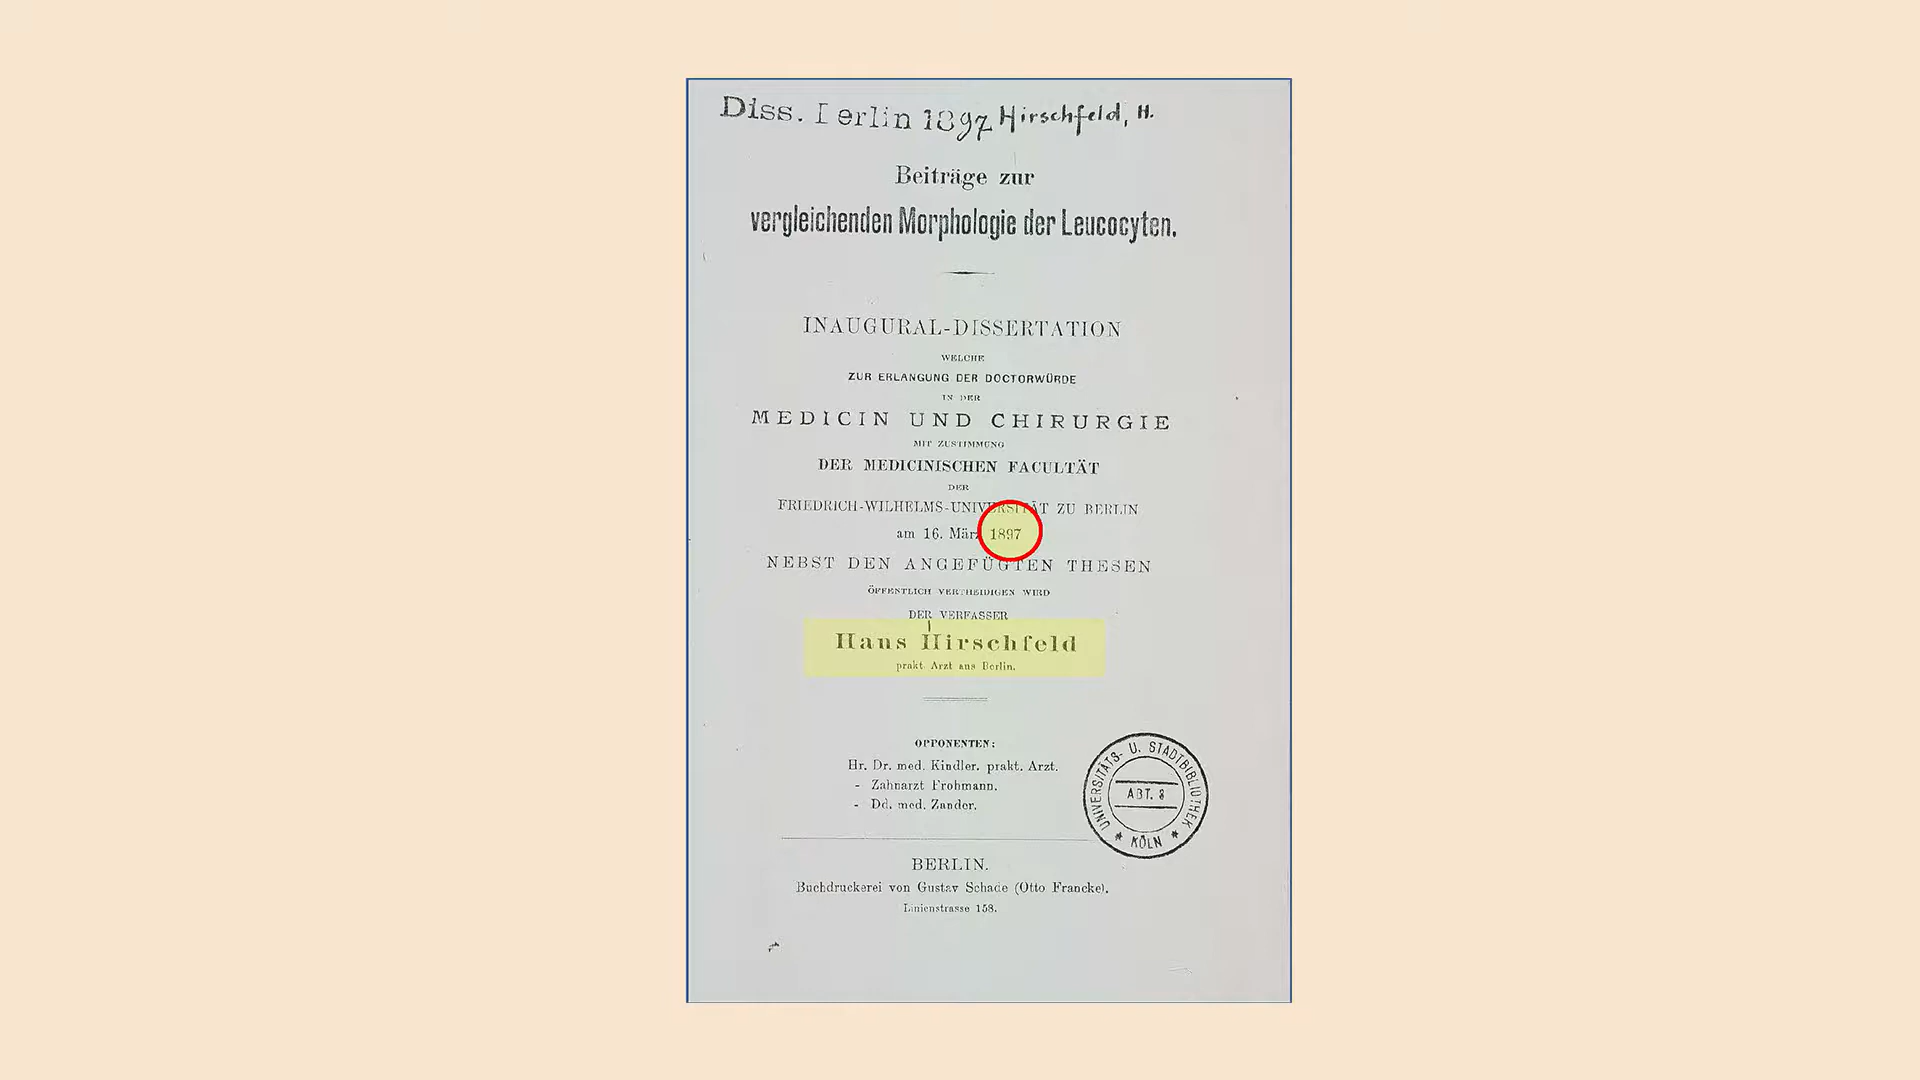 Diss. Berlin 1897 Hirschfeld, H.
Beiträge zur
vergleichenden Morphologie der Leucocyten.
INAUGURAL-DISSERTATION
WELCHE
ZUR ERLANGUNG DER DOCTORWÜRDE
IN DER
MEDICIN UND CHIRURGIE
MIT ZUSTIMMUNG
DER MEDICINISCHEN FACULTÄT
DER
FRIEDRICH-WILHELMS-UNIVERSITÄT ZU BERLIN
am 16. März 1897
NEBST DEN ANGEFÜGTEN THESEN
ÖFFENTLICH VERTHEIDIGEN WIRD
DER VERFASSER
Hans Hirschfeld
prakt. Arzt aus Berlin.
OPPONENTEN:
Hr. Dr. med. Kindler, prakt. Arzt.
- Zahnarzt Frohmann.
- Dd. med. Zander.
UNIVERSITÄTS- U. STADTBIBLIOTHEK
ABT. 8
* KÖLN *
BERLIN.
Buchdruckerei von Gustav Schade (Otto Francke).
Linienstrasse 158.